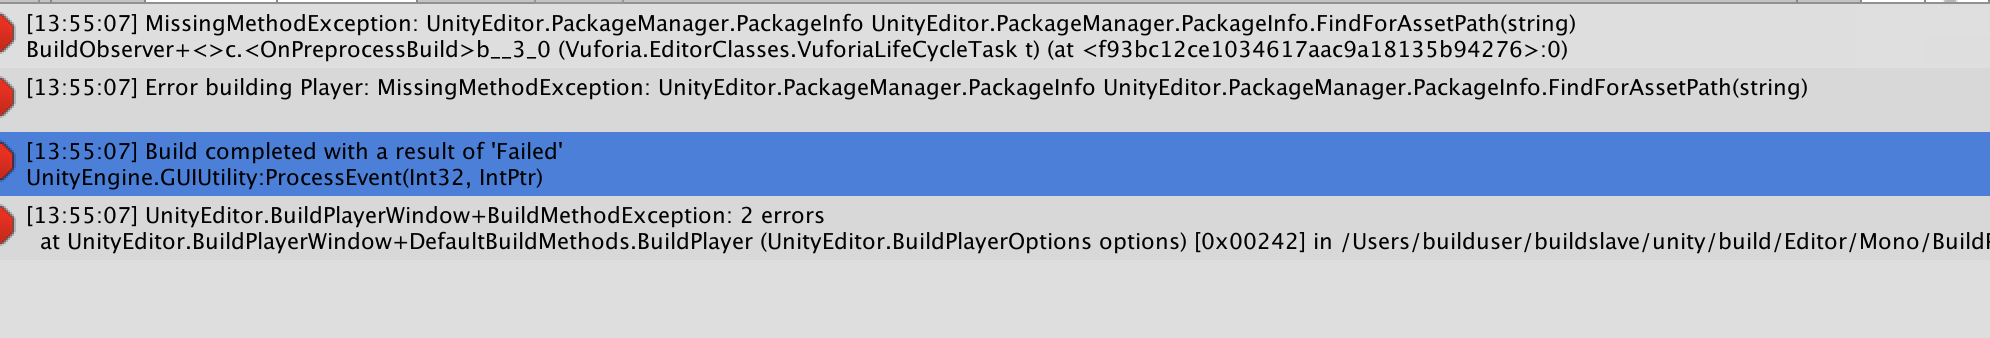 [13:55:07] MissingMethodException: UnityEditor.PackageManager.PackageInfo UnityEditor.PackageManager.PackageInfo.FindForAssetPath(string)
BuildObserver+<>c.<OnPreprocessBuild>b__3_0 (Vuforia.EditorClasses.VuforiaLifeCycleTask t) (at <f93bc12ce1034617aac9a18135b94276>:0)
[13:55:07] Error building Player: MissingMethodException: UnityEditor.PackageManager.PackageInfo UnityEditor.PackageManager.PackageInfo.FindForAssetPath(string)
[13:55:07] Build completed with a result of 'Failed'
UnityEngine.GUIUtility:ProcessEvent(Int32, IntPtr)
[13:55:07] UnityEditor.BuildPlayerWindow+BuildMethodException: 2 errors
at UnityEditor.BuildPlayerWindow+DefaultBuildMethods.BuildPlayer (UnityEditor.BuildPlayerOptions options) [0x00242] in /Users/builduser/buildslave/unity/build/Editor/Mono/Build